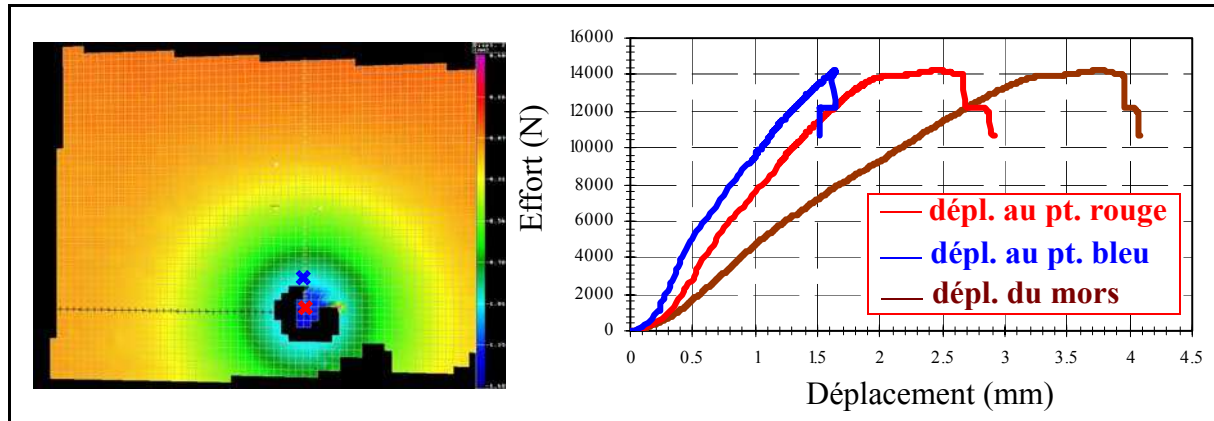 Effort (N)
16000
14000
12000
10000
8000
6000
4000
2000
0
0 0.5 1 1.5 2 2.5 3 3.5 4 4.5
Déplacement (mm)
dépl. au pt. rouge
dépl. au pt. bleu
dépl. du mors